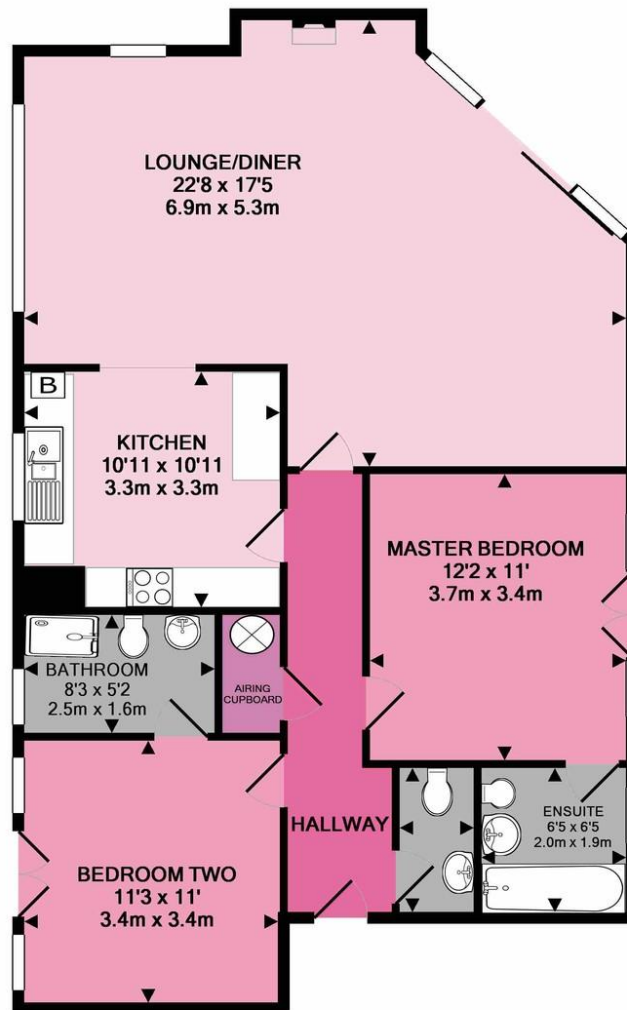 LOUNGE/DINER
22'8 x 17'5
6.9m x 5.3m
B
KITCHEN
10'11 x 10'11
3.3m x 3.3m
MASTER BEDROOM
12'2 x 11'
3.7m x 3.4m
BATHROOM
8'3 x 5'2
2.5m x 1.6m
AIRING
CUPBOARD
HALLWAY
ENSUITE
6'5 x 6'5
2.0m x 1.9m
BEDROOM TWO
11'3 x 11'
3.4m x 3.4m